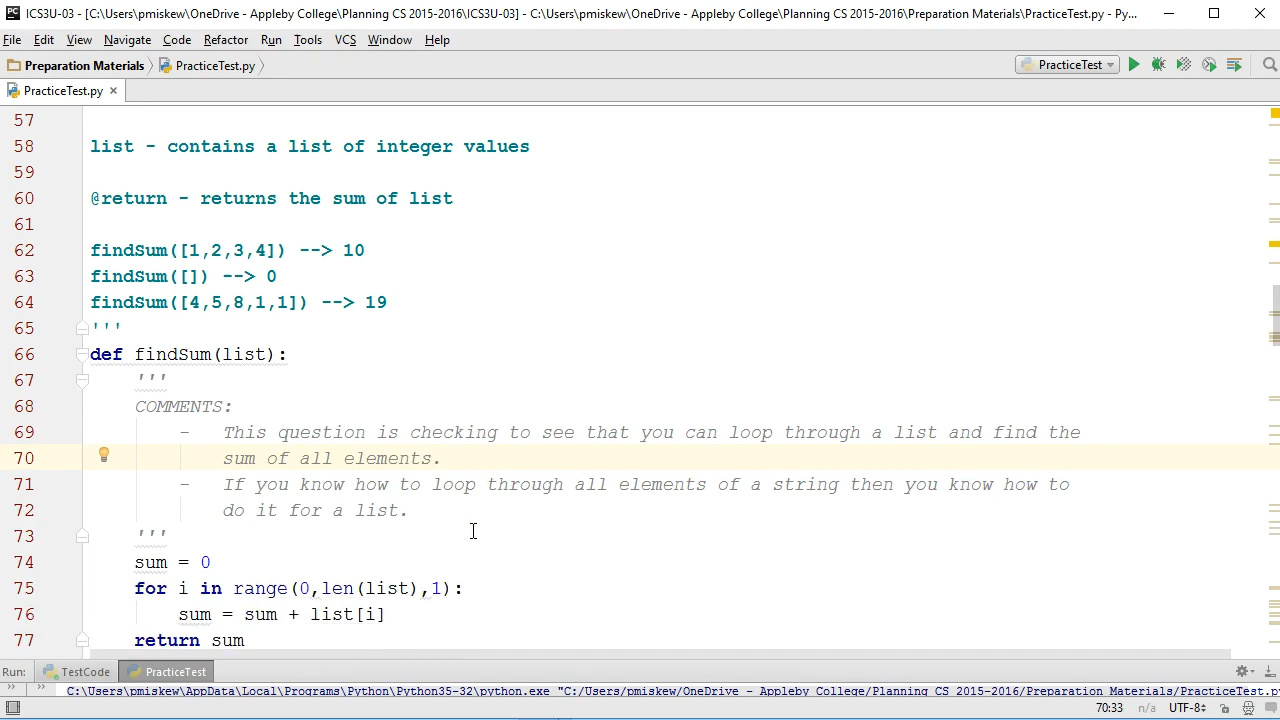 ICS3U-03 - [C:\Users\pmiskew\OneDrive - Appleby College\Planning CS 2015-2016\ICS3U-03] - C:\Users\pmiskew\OneDrive - Appleby College\Planning CS 2015-2016\Preparation Materials\PracticeTest.py - Py...
File Edit View Navigate Code Refactor Run Tools VCS Window Help
Preparation Materials PracticeTest.py PracticeTest
PracticeTest.py
57
58 list - contains a list of integer values
59
60 @return - returns the sum of list
61
62 findSum([1,2,3,4]) --> 10
63 findSum([]) --> 0
64 findSum([4,5,8,1,1]) --> 19
65 '''
66 def findSum(list):
67 '''
68 COMMENTS:
69 - This question is checking to see that you can loop through a list and find the
70 sum of all elements.
71 - If you know how to loop through all elements of a string then you know how to
72 do it for a list.
73 '''
74 sum = 0
75 for i in range(0,len(list),1):
76 sum = sum + list[i]
77 return sum
Run: TestCode PracticeTest
C:\Users\pmiskew\AppData\Local\Programs\Python\Python35-32\python.exe "C:/Users/pmiskew/OneDrive - Appleby College/Planning CS 2015-2016/Preparation Materials/PracticeTest.p
70:33 n/a UTF-8